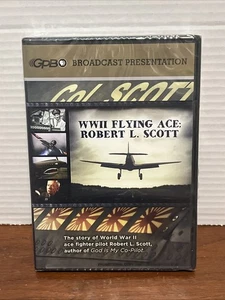 GPB BROADCAST PRESENTATION
Col SCOTT
WWII FLYING ACE:
ROBERT L. SCOTT
The story of World War II
ace fighter pilot Robert L. Scott,
author of God Is My Co-Pilot.